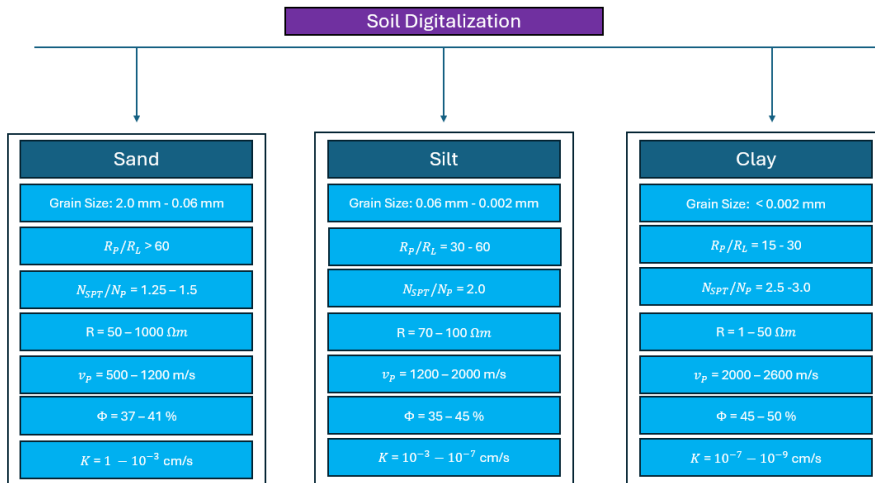 Soil Digitalization
Sand
Grain Size: 2.0 mm - 0.06 mm
R_P/R_L > 60
N_SPT/N_P = 1.25 – 1.5
R = 50 – 1000 Ωm
v_P = 500 – 1200 m/s
Φ = 37 – 41 %
K = 1 − 10⁻³ cm/s
Silt
Grain Size: 0.06 mm - 0.002 mm
R_P/R_L = 30 - 60
N_SPT/N_P = 2.0
R = 70 – 100 Ωm
v_P = 1200 – 2000 m/s
Φ = 35 – 45 %
K = 10⁻³ − 10⁻⁷ cm/s
Clay
Grain Size: < 0.002 mm
R_P/R_L = 15 - 30
N_SPT/N_P = 2.5 -3.0
R = 1 – 50 Ωm
v_P = 2000 – 2600 m/s
Φ = 45 – 50 %
K = 10⁻⁷ − 10⁻⁹ cm/s